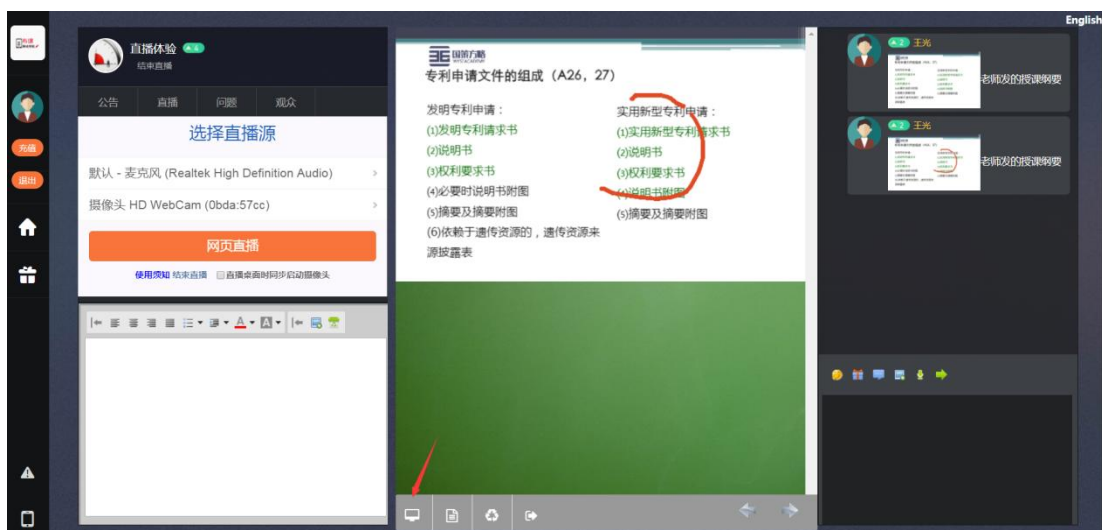 English
直播体验
结束直播
公告 直播 问题 观众
选择直播源
默认 - 麦克风 (Realtek High Definition Audio)
摄像头 HD WebCam (0bda:57cc)
网页直播
使用须知 结束直播 直播桌面时同步启动摄像头
充值
退出
国策方略
专利申请文件的组成（A26，27）
发明专利申请：
(1)发明专利请求书
(2)说明书
(3)权利要求书
(4)必要时说明书附图
(5)摘要及摘要附图
(6)依赖于遗传资源的，遗传资源来
源披露表
实用新型专利申请：
(1)实用新型专利请求书
(2)说明书
(3)权利要求书
(4)说明书附图
(5)摘要及摘要附图
2 王光
老师发的授课纲要
2 王光
老师发的授课纲要